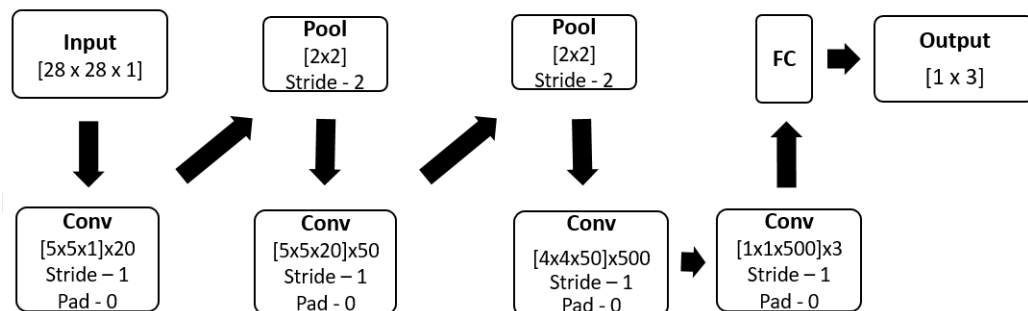 Input
[28 x 28 x 1]
Conv
[5x5x1]x20
Stride – 1
Pad - 0
Pool
[2x2]
Stride - 2
Conv
[5x5x20]x50
Stride – 1
Pad - 0
Pool
[2x2]
Stride - 2
Conv
[4x4x50]x500
Stride – 1
Pad - 0
Conv
[1x1x500]x3
Stride – 1
Pad - 0
FC
Output
[1 x 3]